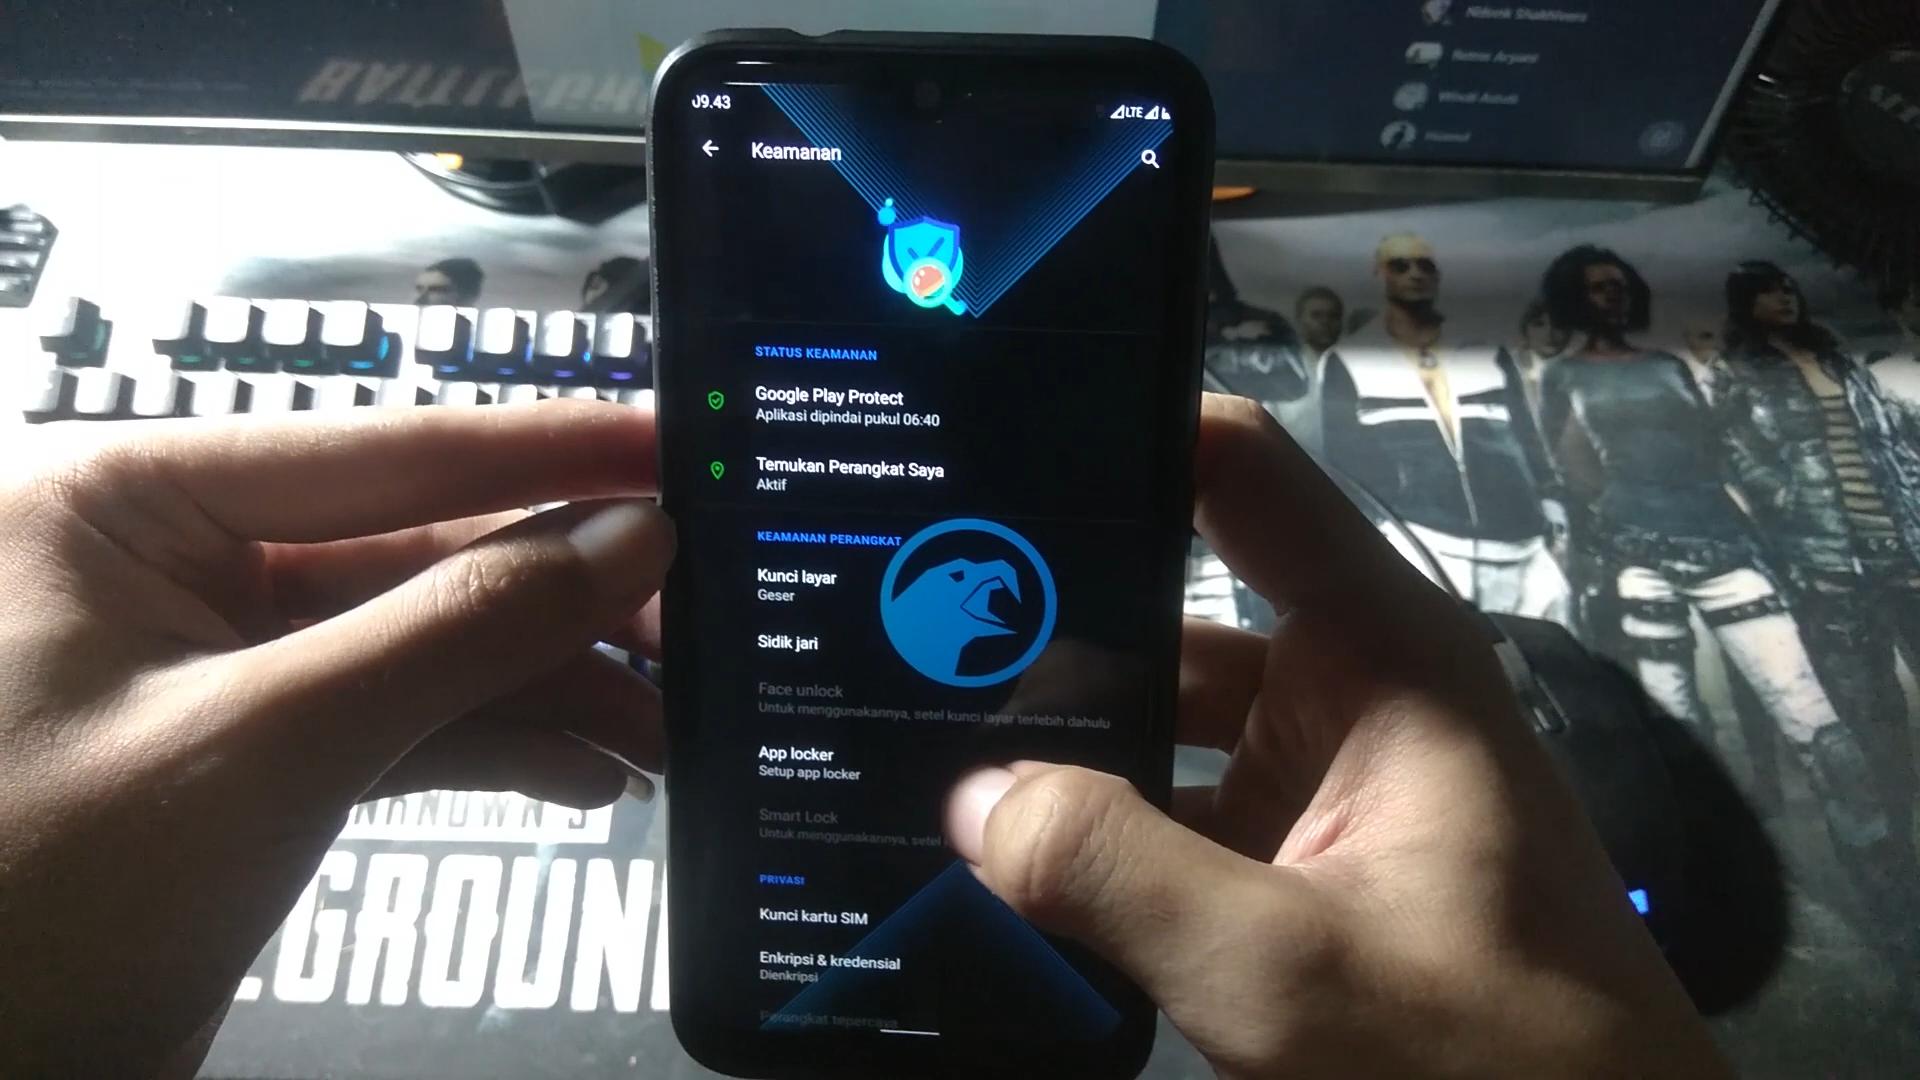 09.43
LTE
Keamanan
STATUS KEAMANAN
Google Play Protect
Aplikasi dipindai pukul 06:40
Temukan Perangkat Saya
Aktif
KEAMANAN PERANGKAT
Kunci layar
Geser
Sidik jari
Face unlock
Untuk menggunakannya, setel kunci layar terlebih dahulu
App locker
Setup app locker
Smart Lock
Untuk menggunakannya, setel
PRIVASI
Kunci kartu SIM
Enkripsi & kredensial
Dienkripsi
Perangkat tepercaya